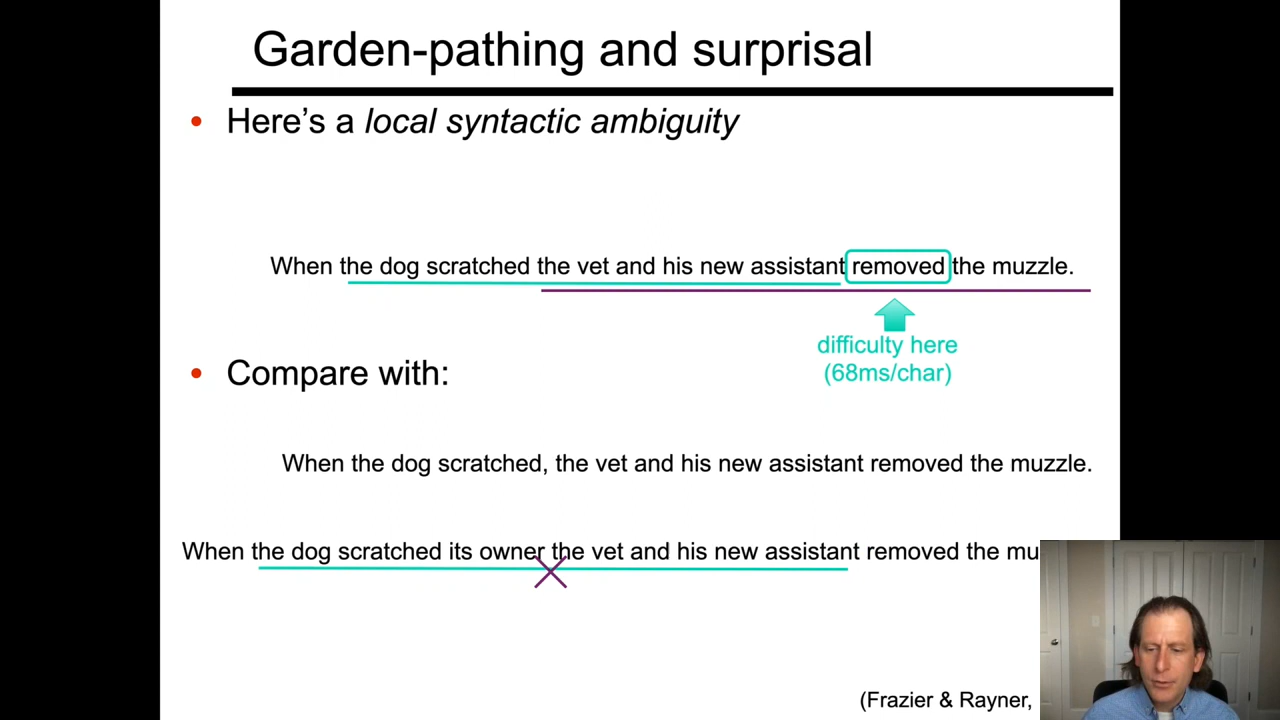 Garden-pathing and surprisal
• Here's a local syntactic ambiguity
When the dog scratched the vet and his new assistant removed the muzzle.
difficulty here
(68ms/char)
• Compare with:
When the dog scratched, the vet and his new assistant removed the muzzle.
When the dog scratched its owner the vet and his new assistant removed the
(Frazier & Rayner,